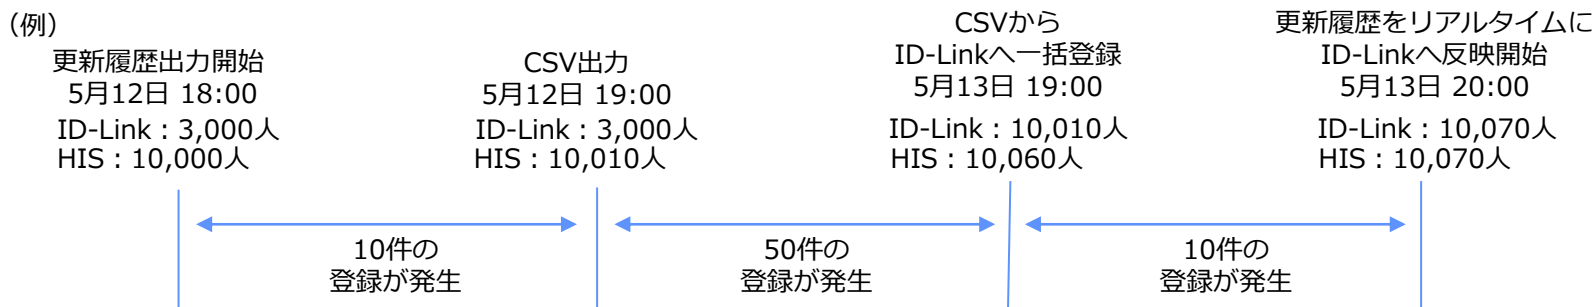 （例）
更新履歴出力開始
5月12日 18:00
ID-Link：3,000人
HIS：10,000人
CSV出力
5月12日 19:00
ID-Link：3,000人
HIS：10,010人
CSVから
ID-Linkへ一括登録
5月13日 19:00
ID-Link：10,010人
HIS：10,060人
更新履歴をリアルタイムに
ID-Linkへ反映開始
5月13日 20:00
ID-Link：10,070人
HIS：10,070人
10件の
登録が発生
50件の
登録が発生
10件の
登録が発生